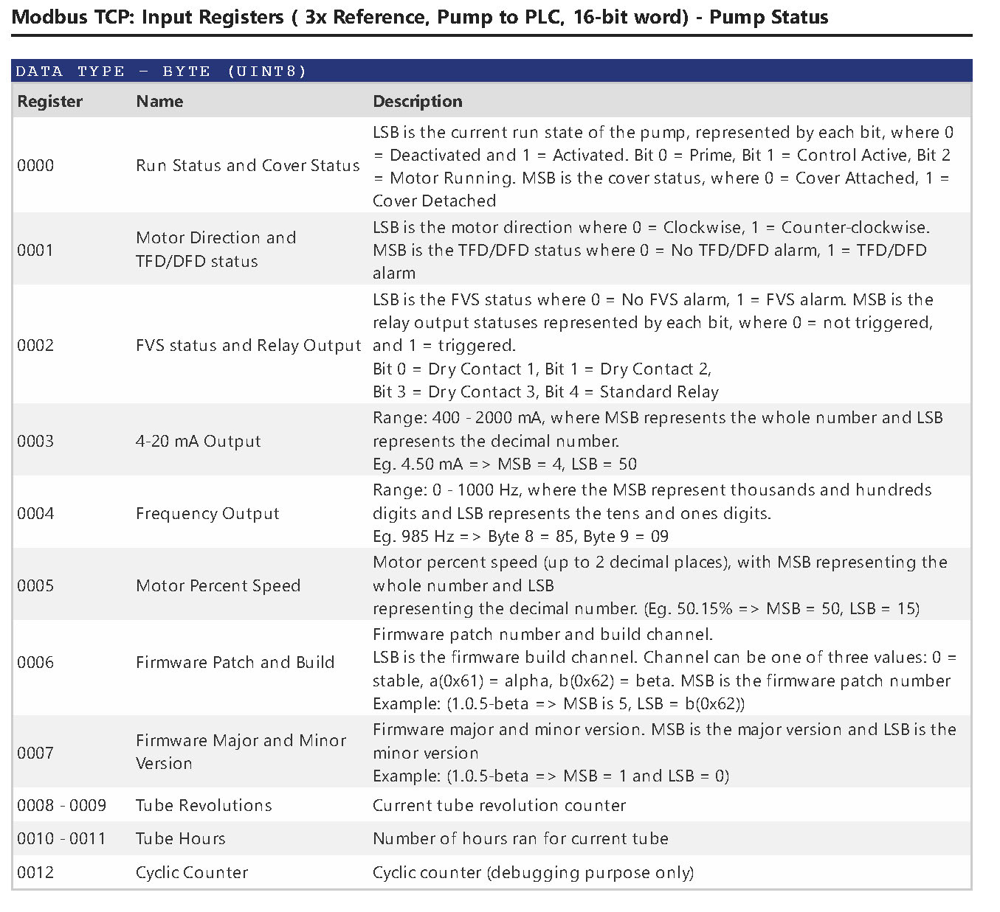 Modbus TCP: Input Registers ( 3x Reference, Pump to PLC, 16-bit word) - Pump Status
DATA TYPE – BYTE (UINT8)
Register Name Description
0000 Run Status and Cover Status LSB is the current run state of the pump, represented by each bit, where 0
= Deactivated and 1 = Activated. Bit 0 = Prime, Bit 1 = Control Active, Bit 2
= Motor Running. MSB is the cover status, where 0 = Cover Attached, 1 =
Cover Detached
0001 Motor Direction and
TFD/DFD status
LSB is the motor direction where 0 = Clockwise, 1 = Counter-clockwise.
MSB is the TFD/DFD status where 0 = No TFD/DFD alarm, 1 = TFD/DFD
alarm
0002 FVS status and Relay Output
LSB is the FVS status where 0 = No FVS alarm, 1 = FVS alarm. MSB is the
relay output statuses represented by each bit, where 0 = not triggered,
and 1 = triggered.
Bit 0 = Dry Contact 1, Bit 1 = Dry Contact 2,
Bit 3 = Dry Contact 3, Bit 4 = Standard Relay
0003 4-20 mA Output
Range: 400 - 2000 mA, where MSB represents the whole number and LSB
represents the decimal number.
Eg. 4.50 mA => MSB = 4, LSB = 50
0004 Frequency Output
Range: 0 - 1000 Hz, where the MSB represent thousands and hundreds
digits and LSB represents the tens and ones digits.
Eg. 985 Hz => Byte 8 = 85, Byte 9 = 09
0005 Motor Percent Speed
Motor percent speed (up to 2 decimal places), with MSB representing the
whole number and LSB
representing the decimal number. (Eg. 50.15% => MSB = 50, LSB = 15)
0006 Firmware Patch and Build
Firmware patch number and build channel.
LSB is the firmware build channel. Channel can be one of three values: 0 =
stable, a(0x61) = alpha, b(0x62) = beta. MSB is the firmware patch number
Example: (1.0.5-beta => MSB is 5, LSB = b(0x62))
0007 Firmware Major and Minor
Version
Firmware major and minor version. MSB is the major version and LSB is the
minor version
Example: (1.0.5-beta => MSB = 1 and LSB = 0)
0008 - 0009 Tube Revolutions Current tube revolution counter
0010 - 0011 Tube Hours Number of hours ran for current tube
0012 Cyclic Counter Cyclic counter (debugging purpose only)